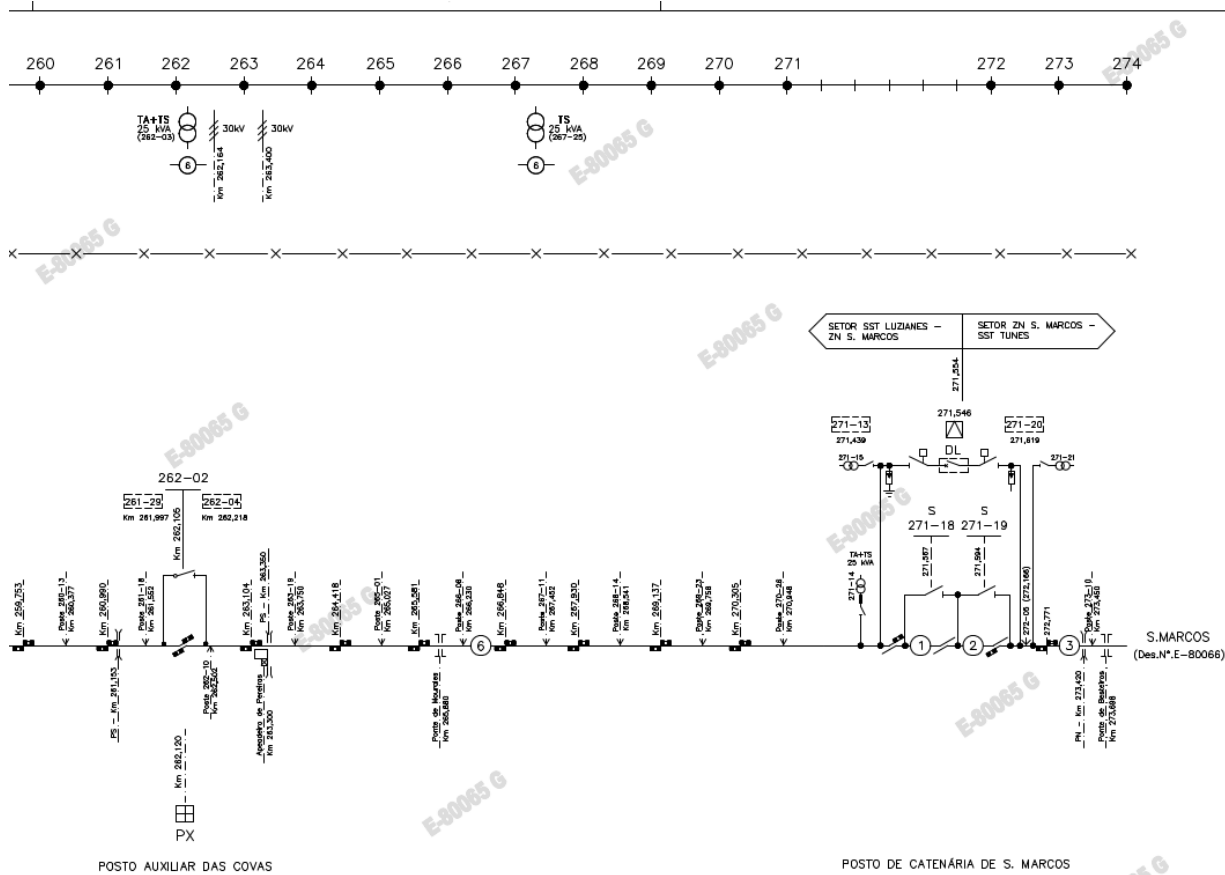 260 261 262 263 264 265 266 267 268 269 270 271 272 273 274
TA+TS
25 kVA
(262-03)
30kV
30kV
6
Km 262,164
Km 263,400
TS
25 kVA
(267-25)
6
E-80065 G
E-80065 G
E-80065 G
E-80065 G
E-80065 G
E-80065 G
E-80065 G
E-80065 G
E-80065 G
SETOR SST LUZIANES –
ZN S. MARCOS
SETOR ZN S. MARCOS –
SST TUNES
271,554
271-13
271,439
271,546
271-20
271,619
271-15
DL
271-21
S
271-18
S
271-19
271,567
271,594
TA+TS
25 kVA
271-14
272-05 (272,166)
272,771
262-02
261-29
Km 261,997
262-04
Km 262,218
Km 262,105
Km 259,753
Poste 260-13
Km 260,377
Km 260,990
Poste 261-18
Km 261,552
Km 263,104
PS – Km 263,350
Poste 263-19
Km 263,750
Km 264,418
Poste 265-01
Km 265,027
Km 265,581
Poste 266-08
Km 266,230
Km 266,848
Poste 267-11
Km 267,452
Km 267,930
Poste 268-14
Km 268,541
Km 269,137
Km 269,758
Km 270,305
Km 270,948
Poste 273-10
Km 273,450
6
1
2
3
S.MARCOS
(Des.Nº.E-80066)
PS – Km 261,153
Poste 262-10
Km 262,502
Apeadeiro de Pereiros
Km 263,300
Km 265,880
PN – Km 273,420
Ponte de Besteiros
Km 273,698
Km 262,120
PX
POSTO AUXILIAR DAS COVAS
POSTO DE CATENÁRIA DE S. MARCOS